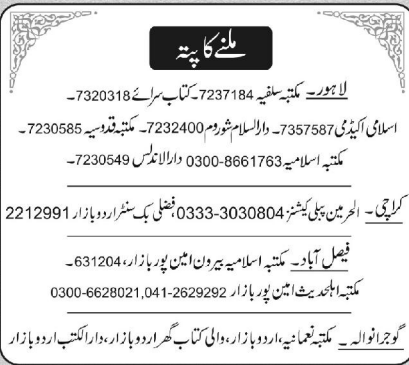 ملنے کا پتہ
لاہور۔ مکتبہ سلفیہ 7237184۔ کتاب سرائے 7320318۔
اسلامی اکیڈمی 7357587۔ دارالسلام شوروم 7232400۔ مکتبہ قدوسیہ 7230585۔
مکتبہ اسلامیہ 8661763-0300 دارالاندلس 7230549۔
کراچی۔ الحرمین پبلی کیشنز 3030804-0333، فضلی بک سنٹر اردو بازار 2212991
فیصل آباد۔ مکتبہ اسلامیہ بیرون امین پور بازار، 631204۔
مکتبہ اہلحدیث امین پور بازار 0300-6628021,041-2629292
گوجرانوالہ۔ مکتبہ نعمانیہ، اردو بازار، والی کتاب گھر اردو بازار، دارالکتب اردو بازار